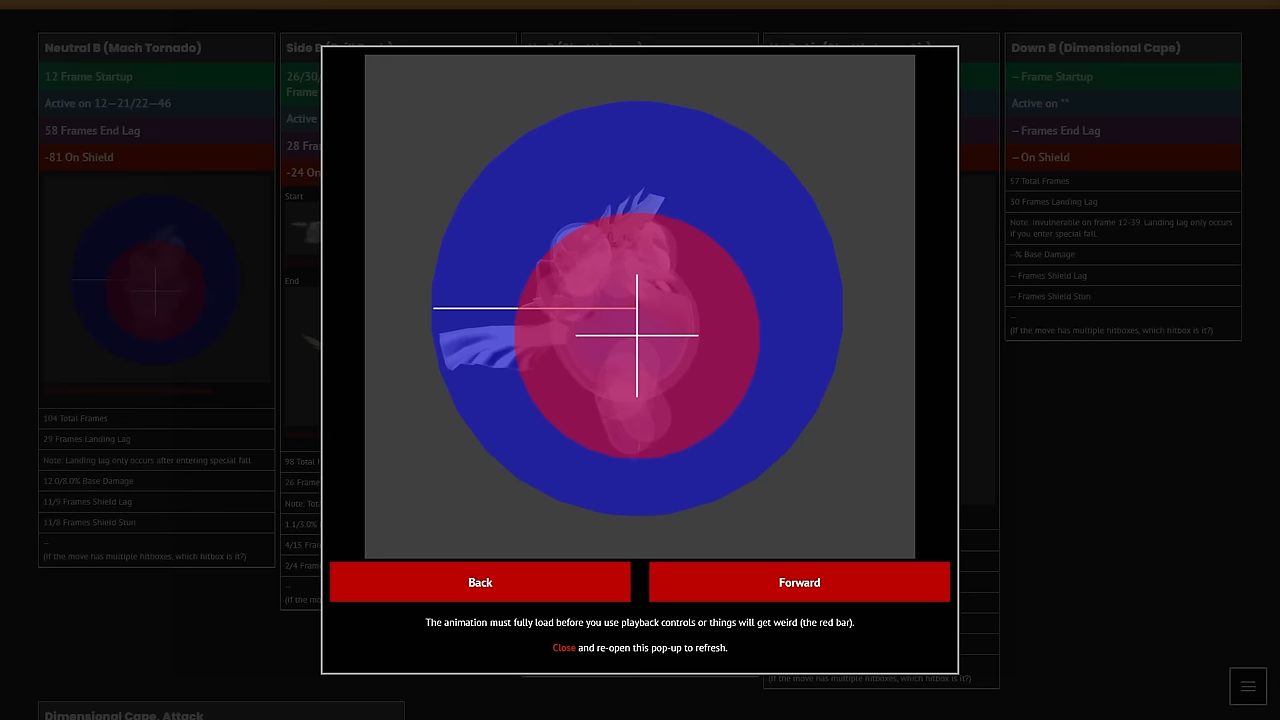 Neutral B (Mach Tornado)
12 Frame Startup
Active on 12—21/22—46
58 Frames End Lag
-81 On Shield
104 Total Frames
29 Frames Landing Lag
Note: Landing lag only occurs after entering special fall.
12.0/8.0% Base Damage
11/9 Frames Shield Lag
11/8 Frames Shield Stun
--
(if the move has multiple hitboxes, which hitbox is it?)
Side B
26/30/
Frame
Active
28 Fra
-24 On
Start
End
98 Total F
26 Frame
Note: Tot
1.1/3.0%
4/15 Fran
2/4 Frame
--
(if the mo
Back
Forward
The animation must fully load before you use playback controls or things will get weird (the red bar).
Close and re-open this pop-up to refresh.
(if the move has multiple hitboxes, which hitbox is it?)
Down B (Dimensional Cape)
-- Frame Startup
Active on **
-- Frames End Lag
-- On Shield
57 Total Frames
30 Frames Landing Lag
Note: Invulnerable on frame 12-39. Landing lag only occurs
if you enter special fall.
--% Base Damage
-- Frames Shield Lag
-- Frames Shield Stun
--
(if the move has multiple hitboxes, which hitbox is it?)
Dimensional Cape, Attack